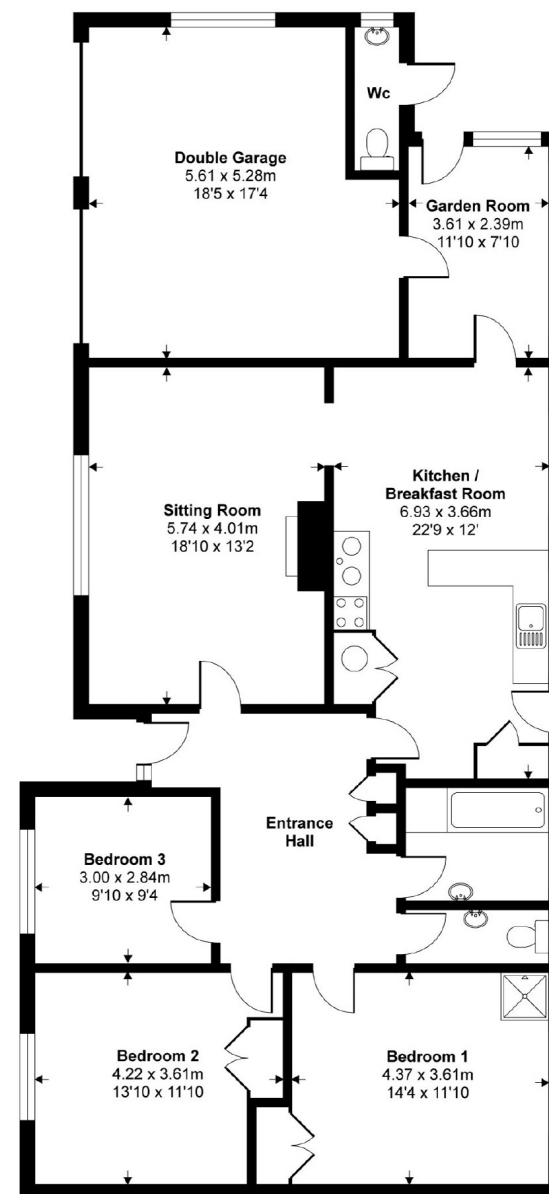 Wc
Double Garage
5.61 x 5.28m
18'5 x 17'4
Garden Room
3.61 x 2.39m
11'10 x 7'10
Kitchen /
Breakfast Room
6.93 x 3.66m
22'9 x 12'
Sitting Room
5.74 x 4.01m
18'10 x 13'2
Entrance
Hall
Bedroom 3
3.00 x 2.84m
9'10 x 9'4
Bedroom 2
4.22 x 3.61m
13'10 x 11'10
Bedroom 1
4.37 x 3.61m
14'4 x 11'10